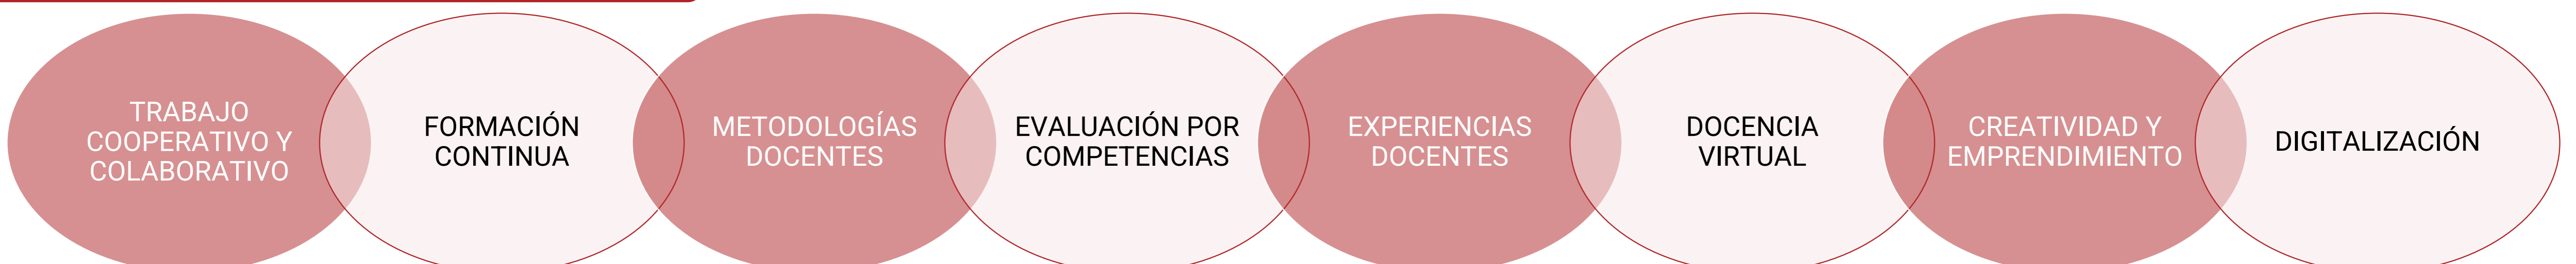 TRABAJO
COOPERATIVO Y
COLABORATIVO
FORMACIÓN
CONTINUA
METODOLOGÍAS
DOCENTES
EVALUACIÓN POR
COMPETENCIAS
EXPERIENCIAS
DOCENTES
DOCENCIA
VIRTUAL
CREATIVIDAD Y
EMPRENDIMIENTO
DIGITALIZACIÓN